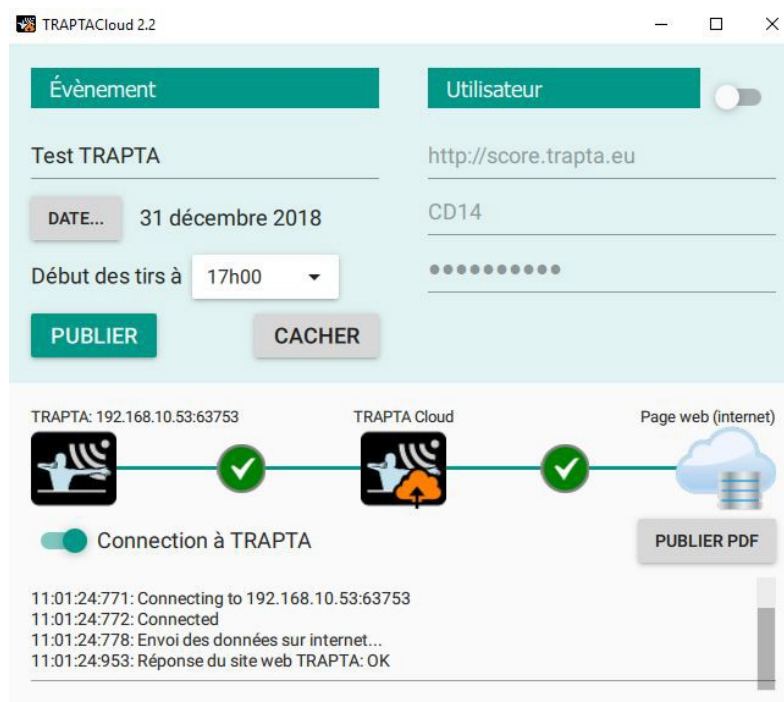 TRAPTACloud 2.2
Évènement
Utilisateur
Test TRAPTA
http://score.trapta.eu
DATE...
31 décembre 2018
CD14
Début des tirs à
17h00
●●●●●●●●●●
PUBLIER
CACHER
TRAPTA: 192.168.10.53:63753
TRAPTA Cloud
Page web (internet)
Connection à TRAPTA
PUBLIER PDF
11:01:24:771: Connecting to 192.168.10.53:63753
11:01:24:772: Connected
11:01:24:778: Envoi des données sur internet...
11:01:24:953: Réponse du site web TRAPTA: OK